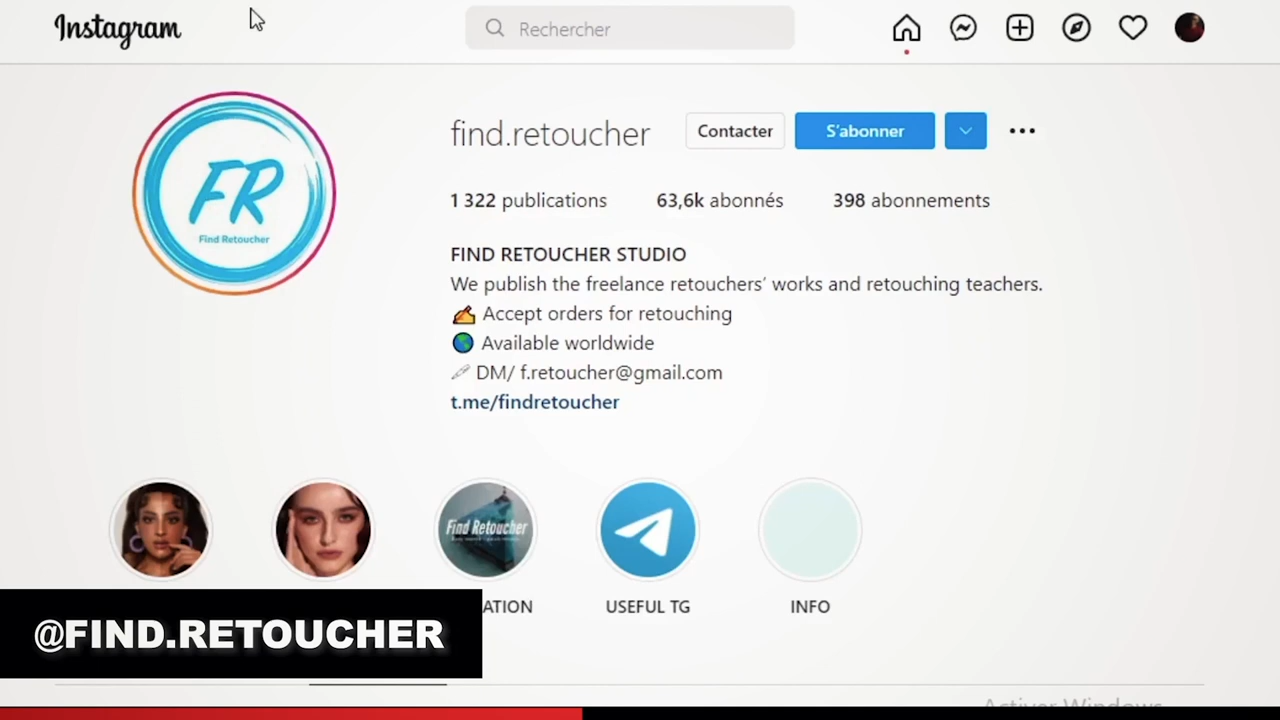 Instagram
Rechercher
FR
Find Retoucher
find.retoucher
Contacter
S'abonner
1 322 publications
63,6k abonnés
398 abonnements
FIND RETOUCHER STUDIO
We publish the freelance retouchers' works and retouching teachers.
✍ Accept orders for retouching
🌎 Available worldwide
🖋 DM/ f.retoucher@gmail.com
t.me/findretoucher
Find Retoucher
ATION
USEFUL TG
INFO
@FIND.RETOUCHER
Activer Windows